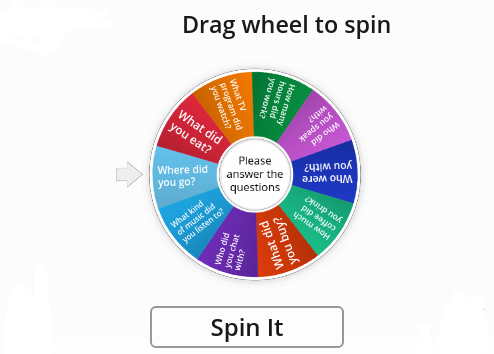 Drag wheel to spin
How many
hours did
you work?
Who did
you speak
with?
Who were
you with?
How much
coffee did
you drink?
What did
you buy?
Who did
you chat
with?
What kind
of music did
you listen to?
Where did
you go?
What did
you eat?
What TV
program did
you watch?
Please
answer the
questions
Spin It